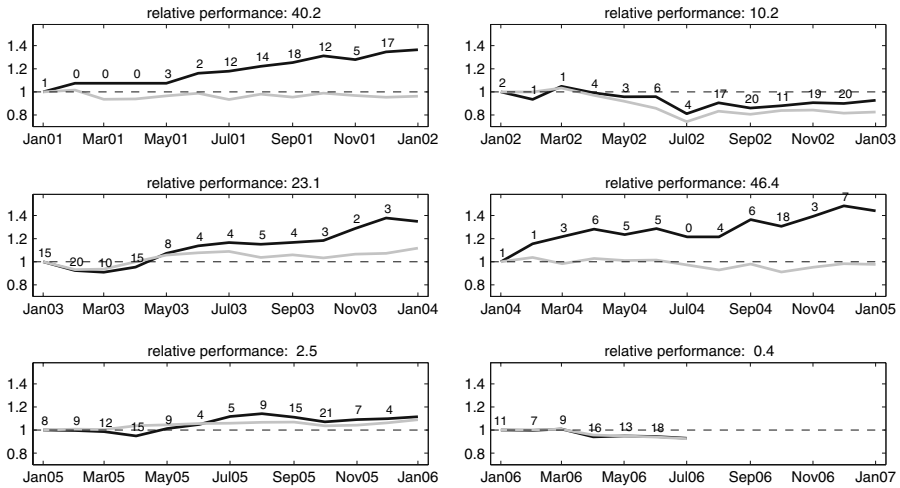 relative performance: 40.2
1.4
1.2
1
0.8
1 0 0 0 3 2 12 14 18 12 5 17
Jan01 Mar01 May01 Jul01 Sep01 Nov01 Jan02
relative performance: 10.2
1.4
1.2
1
0.8
2 1 1 4 3 6 4 17 20 11 19 20
Jan02 Mar02 May02 Jul02 Sep02 Nov02 Jan03
relative performance: 23.1
1.4
1.2
1
0.8
15 20 10 15 8 4 4 5 4 3 2 3
Jan03 Mar03 May03 Jul03 Sep03 Nov03 Jan04
relative performance: 46.4
1.4
1.2
1
0.8
1 1 3 6 5 5 0 4 6 18 3 7
Jan04 Mar04 May04 Jul04 Sep04 Nov04 Jan05
relative performance: 2.5
1.4
1.2
1
0.8
8 9 12 15 9 4 5 9 15 21 7 4
Jan05 Mar05 May05 Jul05 Sep05 Nov05 Jan06
relative performance: 0.4
1.4
1.2
1
0.8
11 7 9 16 13 18
Jan06 Mar06 May06 Jul06 Sep06 Nov06 Jan07